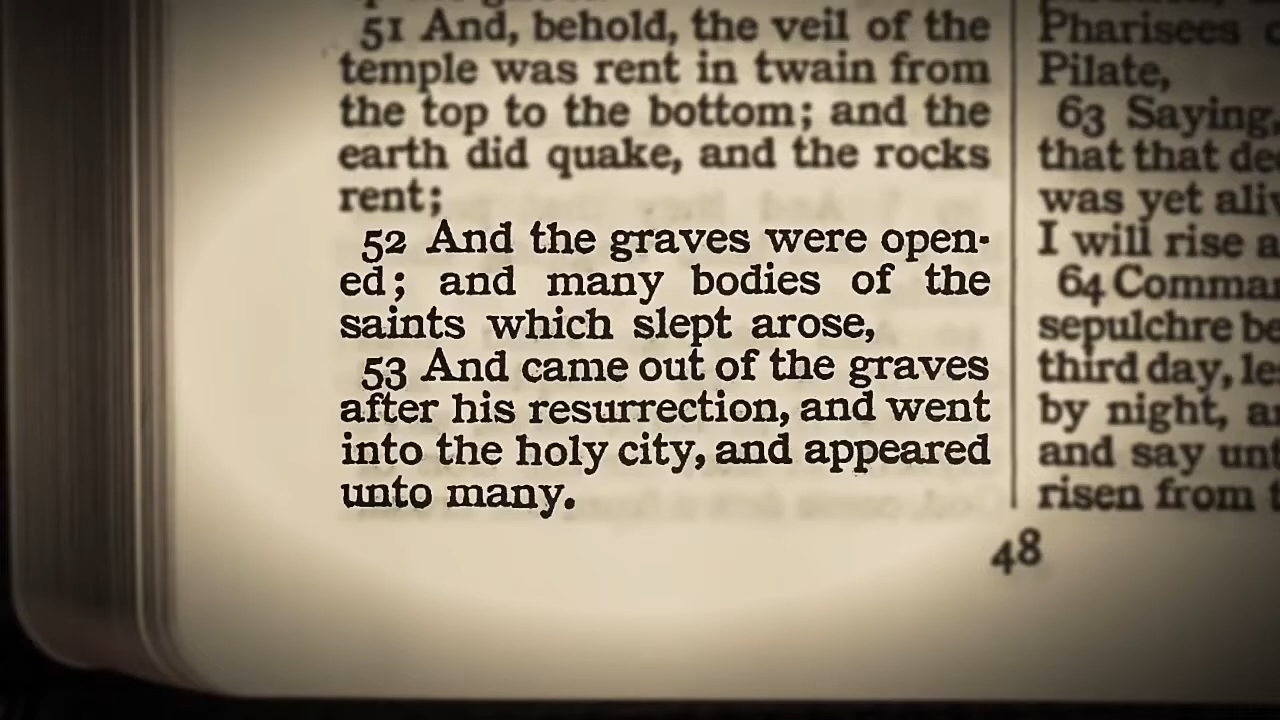 51 And, behold, the veil of the
temple was rent in twain from
the top to the bottom; and the
earth did quake, and the rocks
rent;
52 And the graves were open-
ed; and many bodies of the
saints which slept arose,
53 And came out of the graves
after his resurrection, and went
into the holy city, and appeared
unto many.
Pharisees
Pilate,
63 Saying,
that that
was yet
I will rise
64
sepulchre
third day,
by night,
and say
risen from
48